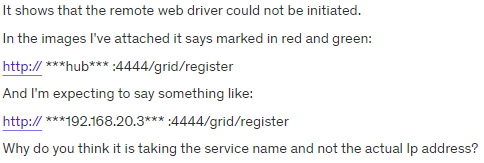 It shows that the remote web driver could not be initiated.
In the images I've attached it says marked in red and green:
http:// ***hub*** :4444/grid/register
And I'm expecting to say something like:
http:// ***192.168.20.3*** :4444/grid/register
Why do you think it is taking the service name and not the actual Ip address?